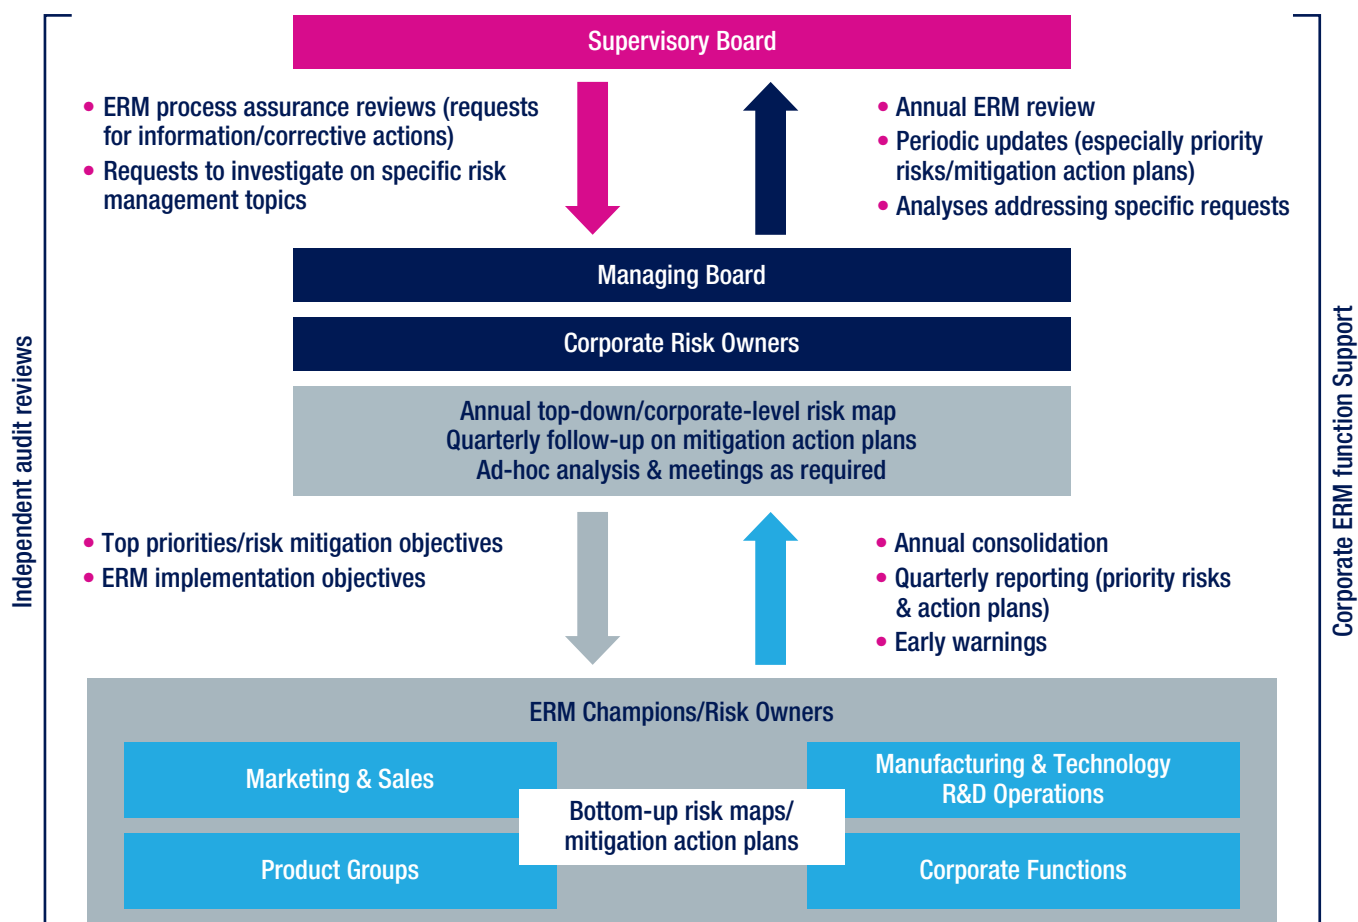 Supervisory Board
• ERM process assurance reviews (requests
for information/corrective actions)
• Requests to investigate on specific risk
management topics
• Annual ERM review
• Periodic updates (especially priority
risks/mitigation action plans)
• Analyses addressing specific requests
Managing Board
Corporate Risk Owners
Annual top-down/corporate-level risk map
Quarterly follow-up on mitigation action plans
Ad-hoc analysis & meetings as required
Independent audit reviews
Corporate ERM function Support
• Top priorities/risk mitigation objectives
• ERM implementation objectives
• Annual consolidation
• Quarterly reporting (priority risks
& action plans)
• Early warnings
ERM Champions/Risk Owners
Marketing & Sales
Manufacturing & Technology
R&D Operations
Bottom-up risk maps/
mitigation action plans
Product Groups
Corporate Functions